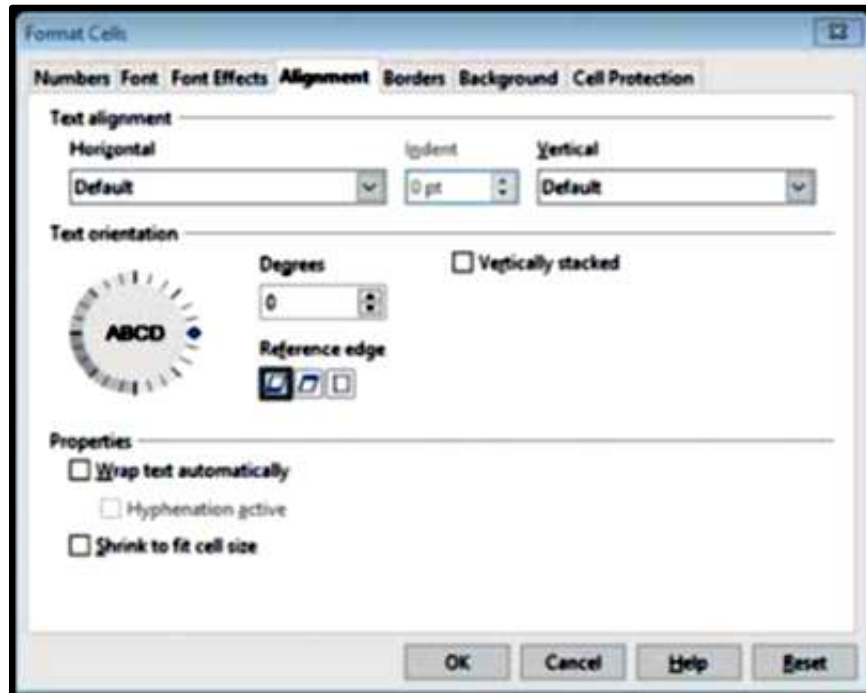 Format Cells
Numbers Font Font Effects Alignment Borders Background Cell Protection
Text alignment
Horizontal Indent Vertical
Default 0 pt Default
Text orientation
Degrees Vertically stacked
0
ABCD
Reference edge
Properties
Wrap text automatically
Hyphenation active
Shrink to fit cell size
OK Cancel Help Reset